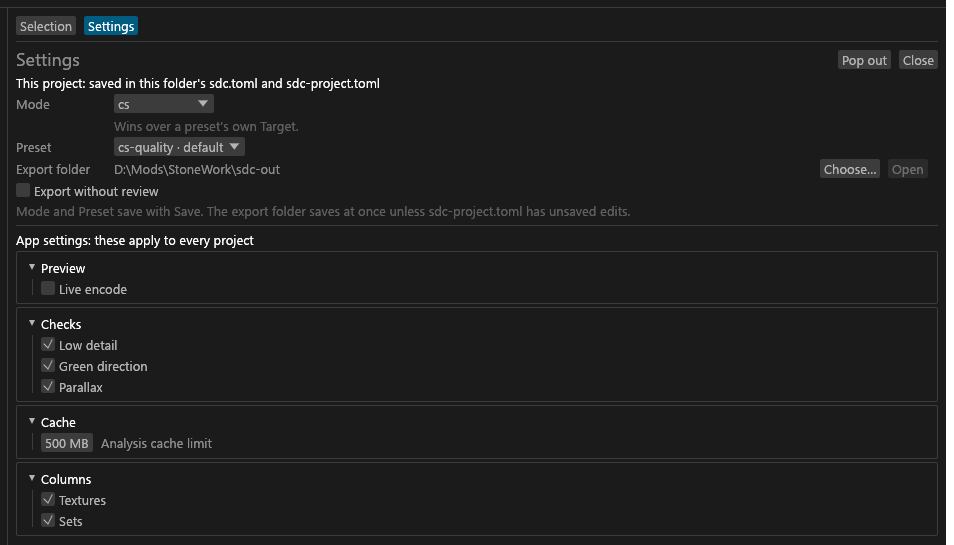 Selection Settings
Settings Pop out Close
This project: saved in this folder's sdc.toml and sdc-project.toml
Mode cs
Wins over a preset's own Target.
Preset cs-quality · default
Export folder D:\Mods\StoneWork\sdc-out Choose... Open
Export without review
Mode and Preset save with Save. The export folder saves at once unless sdc-project.toml has unsaved edits.
App settings: these apply to every project
Preview
Live encode
Checks
Low detail
Green direction
Parallax
Cache
500 MB Analysis cache limit
Columns
Textures
Sets